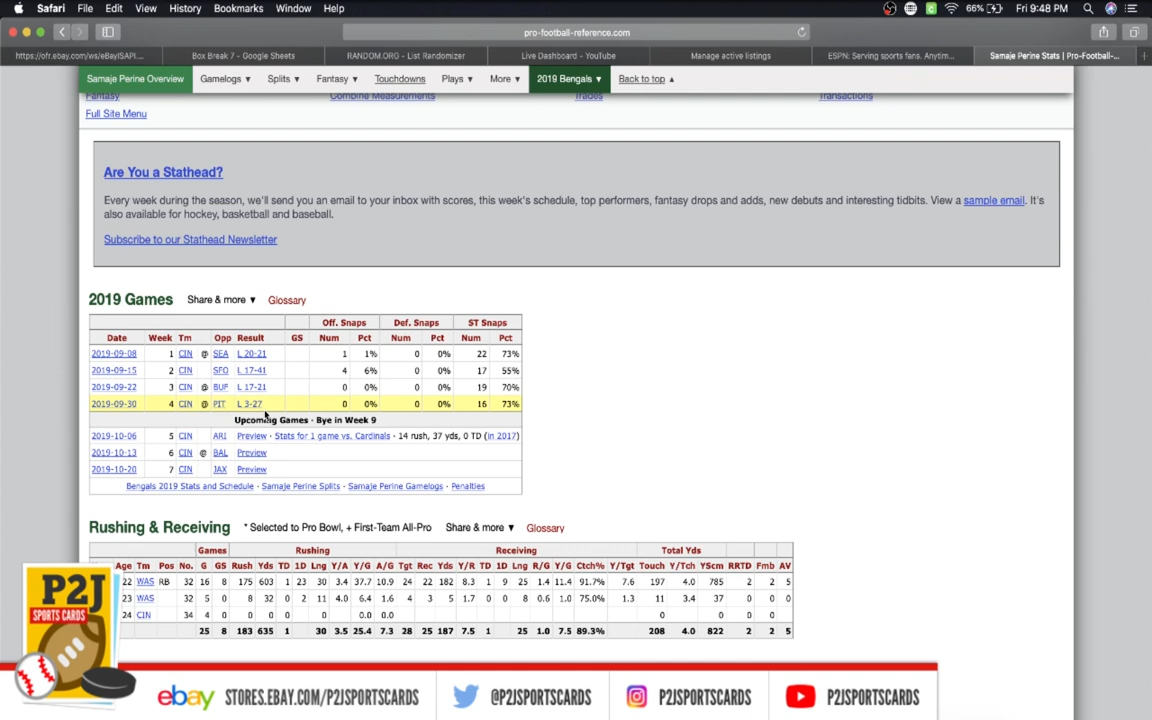 Safari File Edit View History Bookmarks Window Help 66% Fri 9:48 PM
pro-football-reference.com
https://ofr.ebay.com/ws/eBayISAPI.... Box Break 7 - Google Sheets RANDOM.ORG - List Randomizer Live Dashboard - YouTube Manage active listings ESPN: Serving sports fans. Anytim... Samaje Perine Stats | Pro-Football-...
Samaje Perine Overview Gamelogs ▼ Splits ▼ Fantasy ▼ Touchdowns Plays ▼ More ▼ 2019 Bengals ▼ Back to top ▲
Fantasy Combine Measurements Trades Transactions
Full Site Menu
Are You a Stathead?
Every week during the season, we'll send you an email to your inbox with scores, this week's schedule, top performers, fantasy drops and adds, new debuts and interesting tidbits. View a sample email. It's
also available for hockey, basketball and baseball.
Subscribe to our Stathead Newsletter
2019 Games Share & more ▼ Glossary
Off. Snaps Def. Snaps ST Snaps
Date Week Tm Opp Result GS Num Pct Num Pct Num Pct
2019-09-08 1 CIN @ SEA L 20-21 1 1% 0 0% 22 73%
2019-09-15 2 CIN SFO L 17-41 4 6% 0 0% 17 55%
2019-09-22 3 CIN @ BUF L 17-21 0 0% 0 0% 19 70%
2019-09-30 4 CIN @ PIT L 3-27 0 0% 0 0% 16 73%
Upcoming Games · Bye in Week 9
2019-10-06 5 CIN ARI Preview · Stats for 1 game vs. Cardinals · 14 rush, 37 yds, 0 TD (in 2017)
2019-10-13 6 CIN @ BAL Preview
2019-10-20 7 CIN JAX Preview
Bengals 2019 Stats and Schedule · Samaje Perine Splits · Samaje Perine Gamelogs · Penalties
Rushing & Receiving * Selected to Pro Bowl, + First-Team All-Pro Share & more ▼ Glossary
Games Rushing Receiving Total Yds
Age Tm Pos No. G GS Rush Yds TD 1D Lng Y/A Y/G A/G Tgt Rec Yds Y/R TD 1D Lng R/G Y/G Ctch% Y/Tgt Touch Y/Tch YScm RRTD Fmb AV
22 WAS RB 32 16 8 175 603 1 23 30 3.4 37.7 10.9 24 22 182 8.3 1 9 25 1.4 11.4 91.7% 7.6 197 4.0 785 2 2 5
23 WAS 32 5 0 8 32 0 2 11 4.0 6.4 1.6 4 3 5 1.7 0 0 8 0.6 1.0 75.0% 1.3 11 3.4 37 0 0 0
24 CIN 34 4 0 0 0 0 0 0.0 0.0 0 0 0 0
25 8 183 635 1 30 3.5 25.4 7.3 28 25 187 7.5 1 25 1.0 7.5 89.3% 208 4.0 822 2 2 5
P2J
SPORTS CARDS
ebay STORES.EBAY.COM/P2JSPORTSCARDS @P2JSPORTSCARDS P2JSPORTSCARDS P2JSPORTSCARDS